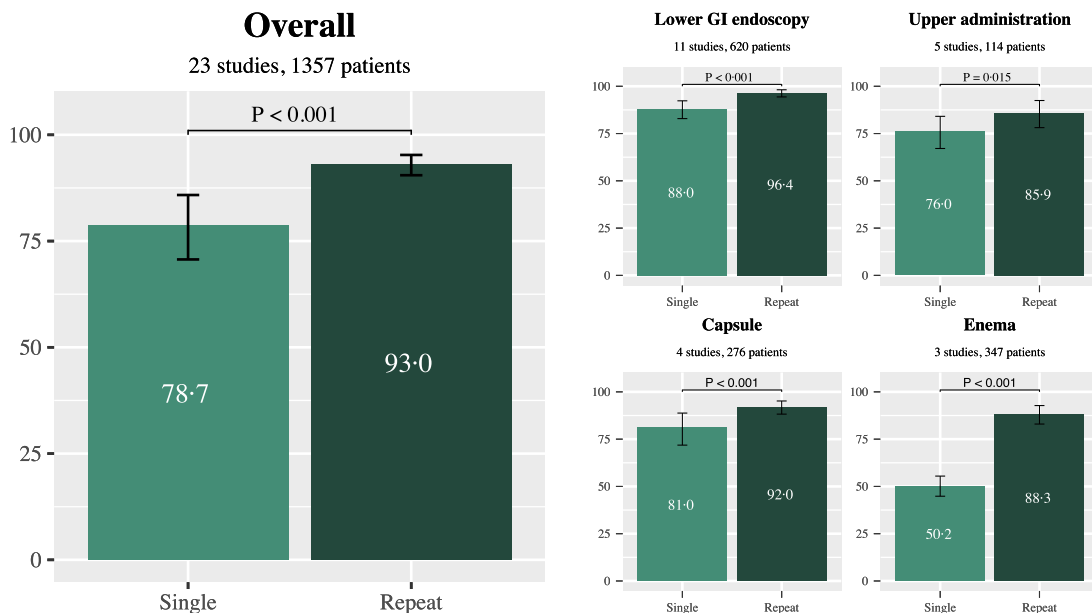 Overall
23 studies, 1357 patients
P < 0.001
100
75
50
25
0
78·7
93·0
Single
Repeat
Lower GI endoscopy
11 studies, 620 patients
P < 0·001
100
75
50
25
0
88·0
96·4
Single
Repeat
Upper administration
5 studies, 114 patients
P = 0·015
100
75
50
25
0
76·0
85·9
Single
Repeat
Capsule
4 studies, 276 patients
P < 0.001
100
75
50
25
0
81·0
92·0
Single
Repeat
Enema
3 studies, 347 patients
P < 0.001
100
75
50
25
0
50·2
88·3
Single
Repeat